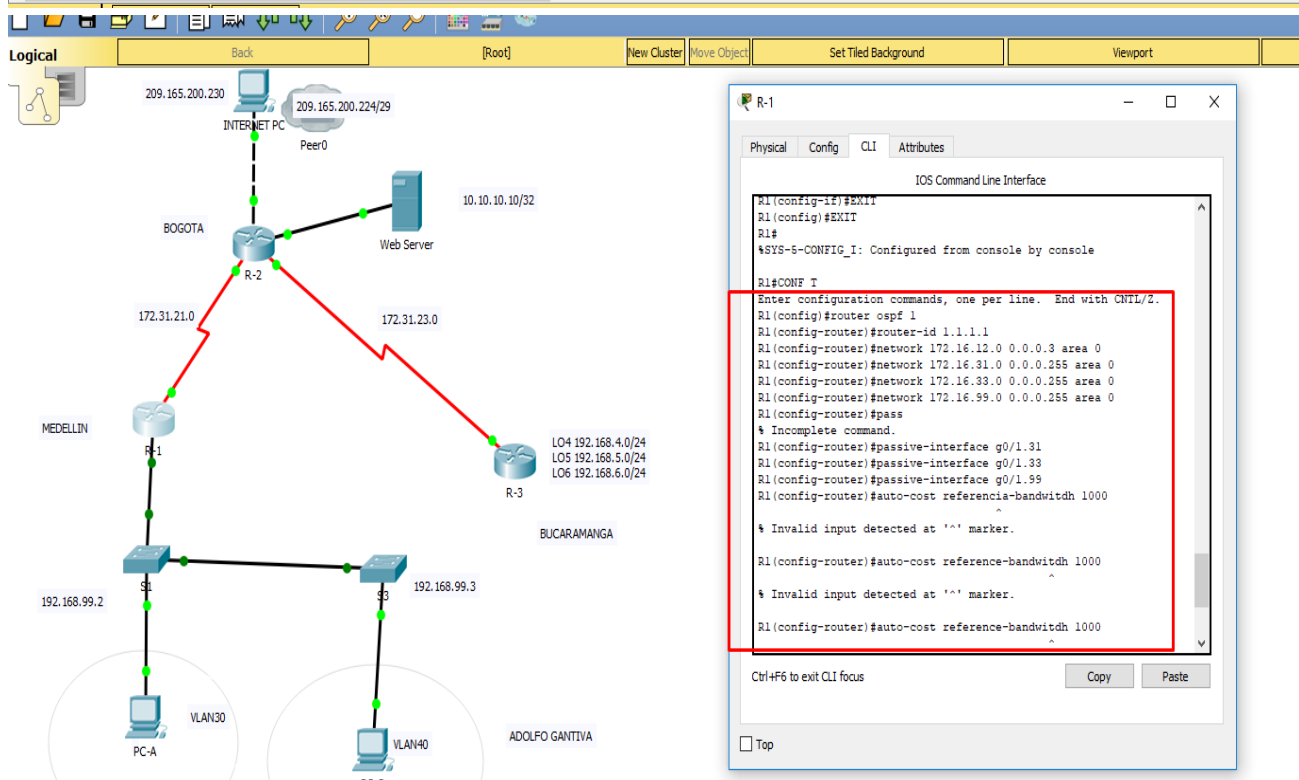 Logical
Back
[Root]
New Cluster
Move Object
Set Tiled Background
Viewport
209.165.200.230
209.165.200.224/29
INTERNET PC
Peer0
10.10.10.10/32
BOGOTA
Web Server
R-2
172.31.21.0
172.31.23.0
MEDELLIN
R-1
LO4 192.168.4.0/24
LO5 192.168.5.0/24
LO6 192.168.6.0/24
R-3
BUCARAMANGA
S1
192.168.99.2
S3
192.168.99.3
VLAN30
PC-A
VLAN40
ADOLFO GANTIVA
R-1
Physical
Config
CLI
Attributes
IOS Command Line Interface
R1(config-if)#EXIT
R1(config)#EXIT
R1#
%SYS-5-CONFIG_I: Configured from console by console
R1#CONF T
Enter configuration commands, one per line. End with CNTL/Z.
R1(config)#router ospf 1
R1(config-router)#router-id 1.1.1.1
R1(config-router)#network 172.16.12.0 0.0.0.3 area 0
R1(config-router)#network 172.16.31.0 0.0.0.255 area 0
R1(config-router)#network 172.16.33.0 0.0.0.255 area 0
R1(config-router)#network 172.16.99.0 0.0.0.255 area 0
R1(config-router)#pass
% Incomplete command.
R1(config-router)#passive-interface g0/1.31
R1(config-router)#passive-interface g0/1.33
R1(config-router)#passive-interface g0/1.99
R1(config-router)#auto-cost referencia-bandwitdh 1000
^
% Invalid input detected at '^' marker.
R1(config-router)#auto-cost reference-bandwitdh 1000
^
% Invalid input detected at '^' marker.
R1(config-router)#auto-cost reference-bandwitdh 1000
^
Ctrl+F6 to exit CLI focus
Copy
Paste
Top